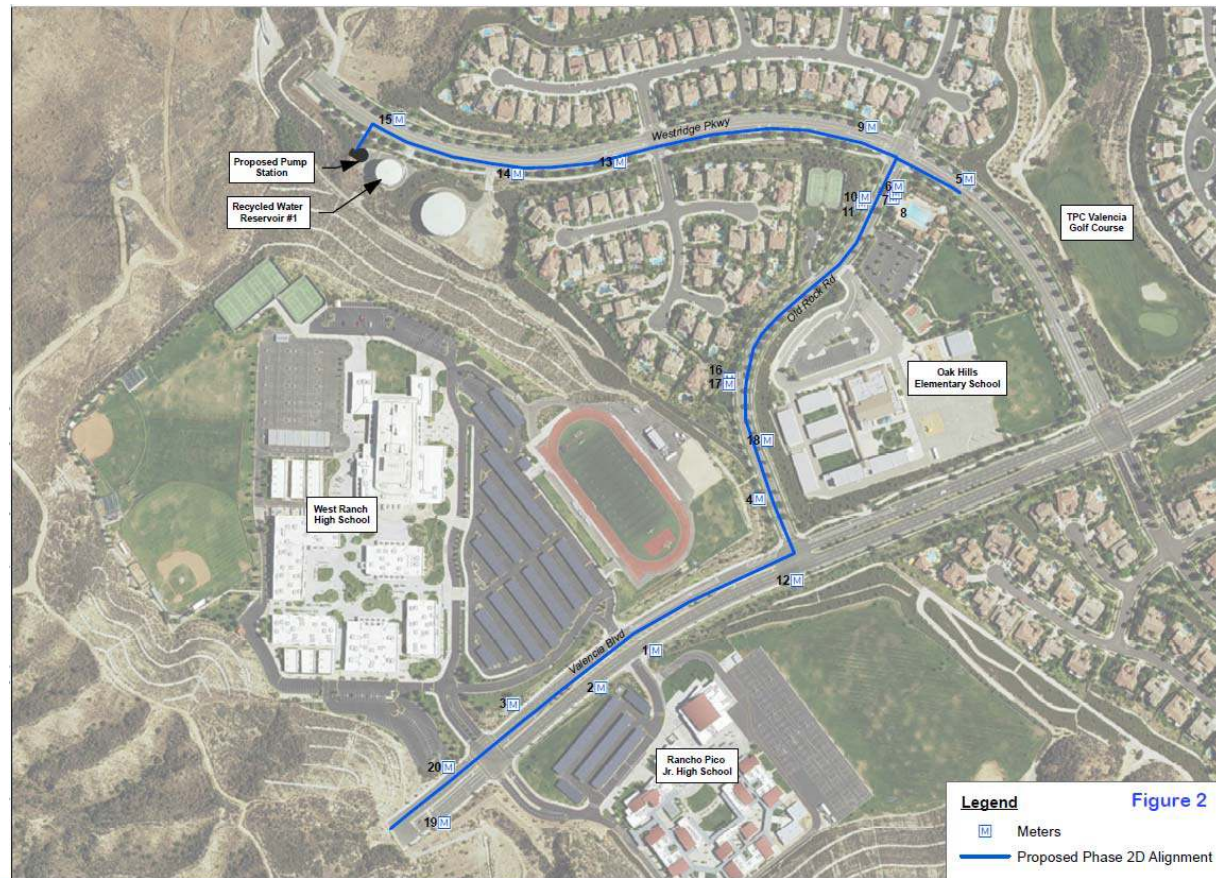 15 M
Westridge Pkwy
9 M
Proposed Pump
Station
14 M
13 M
Recycled Water
Reservoir #1
5 M
6 M
7 M
8
10 M
11 M
TPC Valencia
Golf Course
Old Rock Rd
16 M
17 M
Oak Hills
Elementary School
18 M
4 M
West Ranch
High School
12 M
Valencia Blvd
1 M
2 M
3 M
20 M
19 M
Rancho Pico
Jr. High School
Legend
Figure 2
M Meters
Proposed Phase 2D Alignment